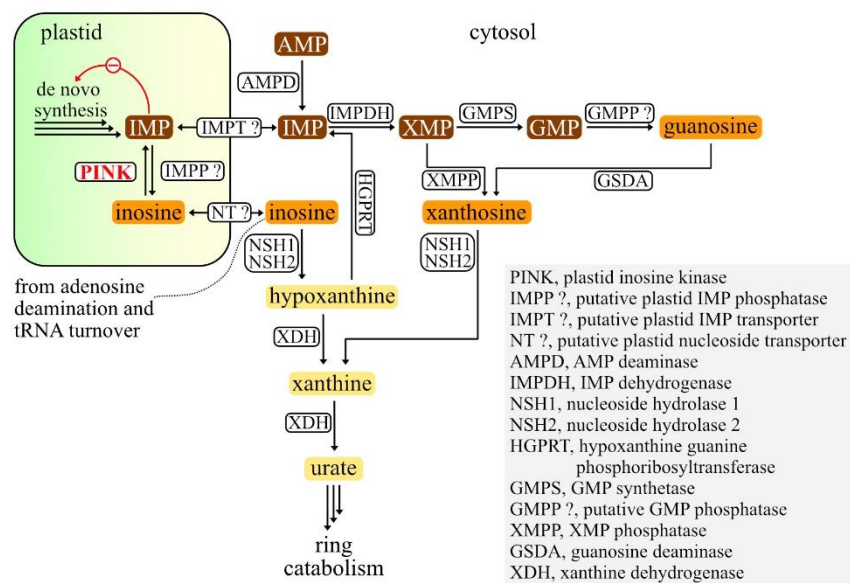 plastid
cytosol
AMP
AMPD
de novo
synthesis
IMP
IMPT ?
IMP
IMPDH
XMP
GMPS
GMP
GMPP ?
guanosine
PINK
IMPP ?
HGPRT
XMPP
GSDA
inosine
NT ?
inosine
xanthosine
NSH1
NSH2
NSH1
NSH2
from adenosine
deamination and
tRNA turnover
hypoxanthine
XDH
xanthine
XDH
urate
ring
catabolism
PINK, plastid inosine kinase
IMPP ?, putative plastid IMP phosphatase
IMPT ?, putative plastid IMP transporter
NT ?, putative plastid nucleoside transporter
AMPD, AMP deaminase
IMPDH, IMP dehydrogenase
NSH1, nucleoside hydrolase 1
NSH2, nucleoside hydrolase 2
HGPRT, hypoxanthine guanine
phosphoribosyltransferase
GMPS, GMP synthetase
GMPP ?, putative GMP phosphatase
XMPP, XMP phosphatase
GSDA, guanosine deaminase
XDH, xanthine dehydrogenase